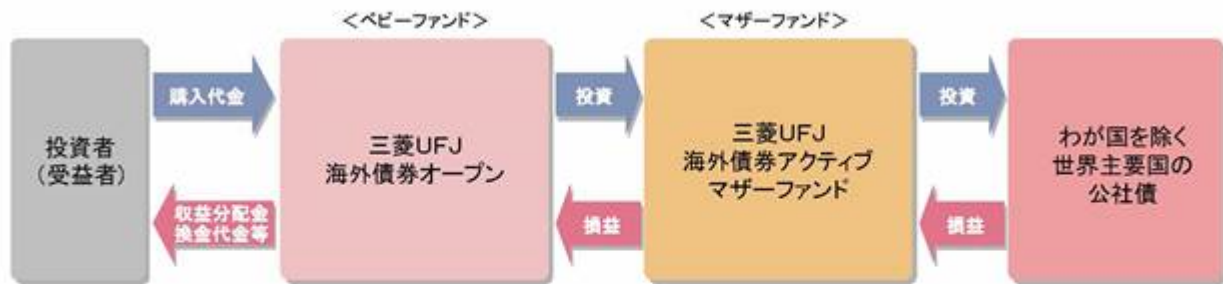 ＜ベビーファンド＞
＜マザーファンド＞
投資者
（受益者）
購入代金
収益分配金
換金代金等
三菱UFJ
海外債券オープン
投資
損益
三菱UFJ
海外債券アクティブ
マザーファンド
投資
損益
わが国を除く
世界主要国の
公社債